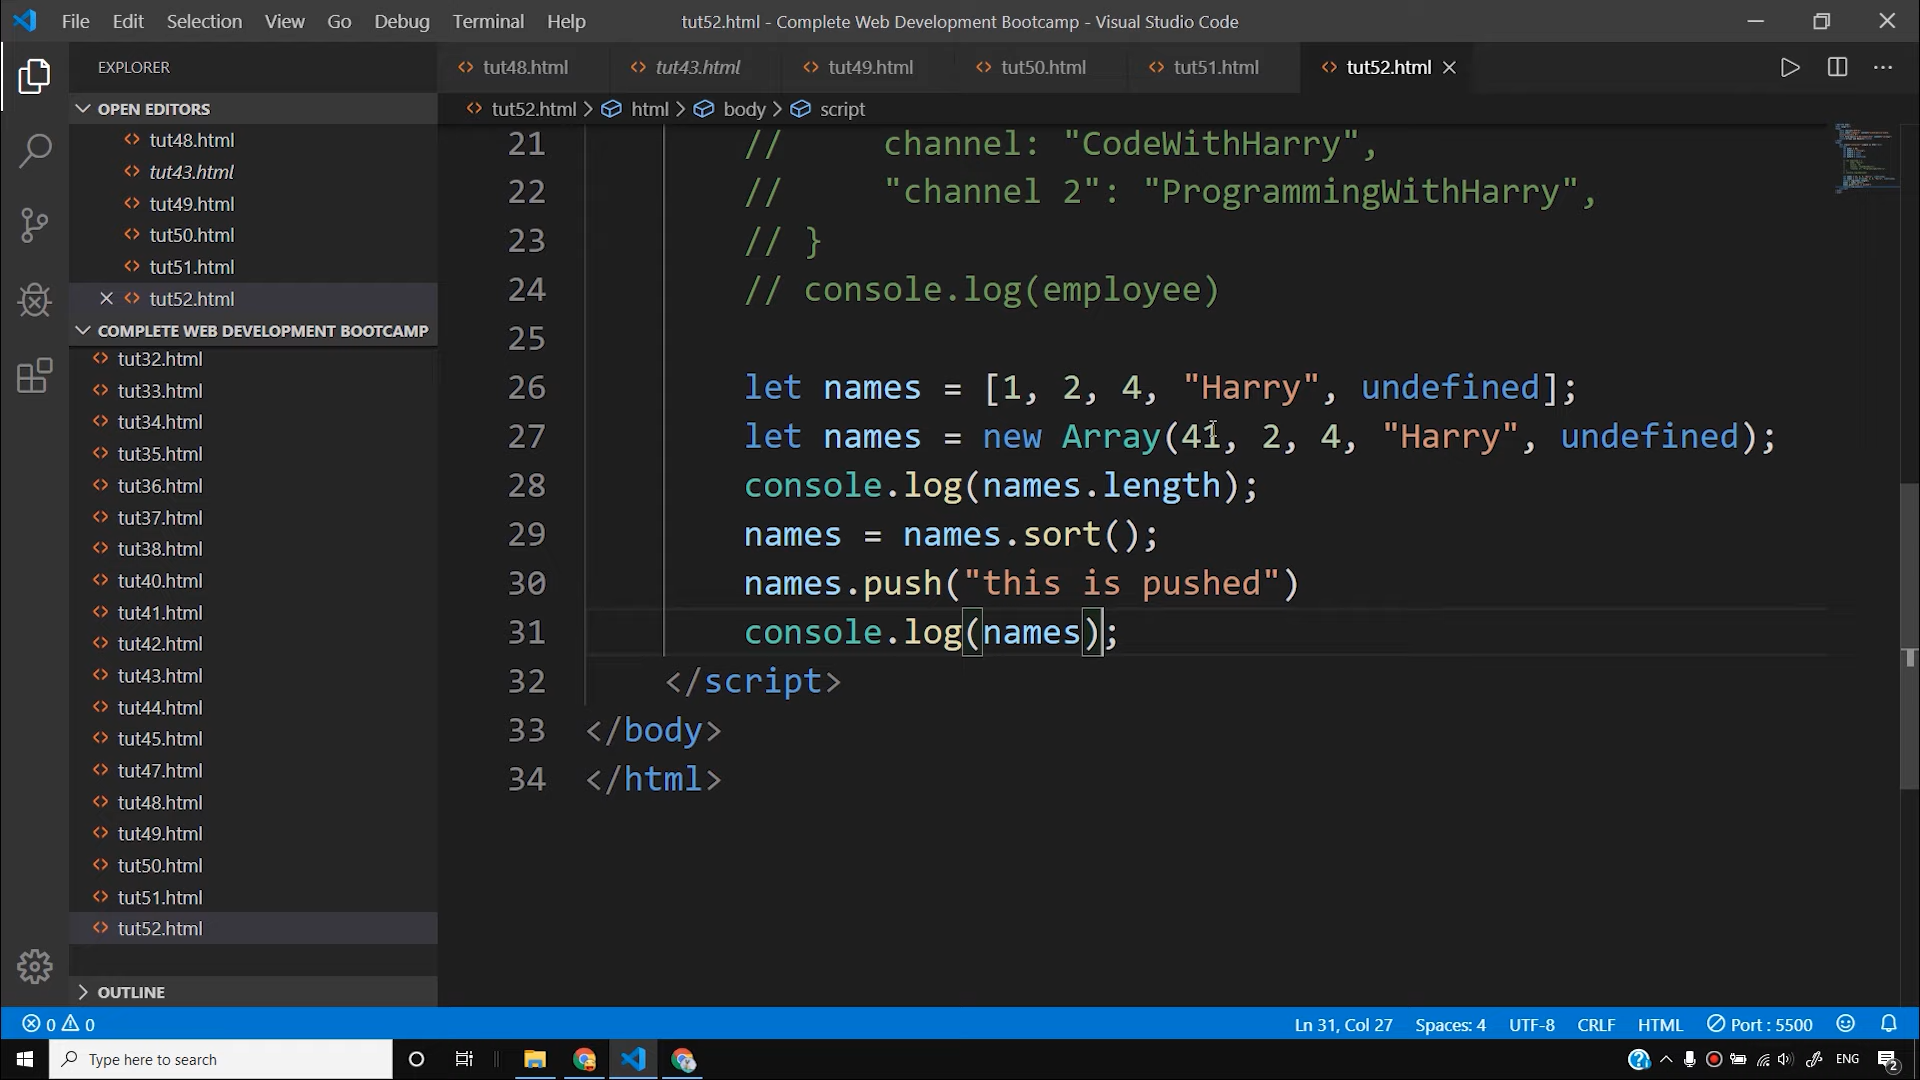 File Edit Selection View Go Debug Terminal Help tut52.html - Complete Web Development Bootcamp - Visual Studio Code
EXPLORER
OPEN EDITORS
tut48.html
tut43.html
tut49.html
tut50.html
tut51.html
tut52.html
COMPLETE WEB DEVELOPMENT BOOTCAMP
tut32.html
tut33.html
tut34.html
tut35.html
tut36.html
tut37.html
tut38.html
tut40.html
tut41.html
tut42.html
tut43.html
tut44.html
tut45.html
tut47.html
tut48.html
tut49.html
tut50.html
tut51.html
tut52.html
OUTLINE
tut48.html tut43.html tut49.html tut50.html tut51.html tut52.html
tut52.html > html > body > script
21 // channel: "CodeWithHarry",
22 // "channel 2": "ProgrammingWithHarry",
23 // }
24 // console.log(employee)
25
26 let names = [1, 2, 4, "Harry", undefined];
27 let names = new Array(41, 2, 4, "Harry", undefined);
28 console.log(names.length);
29 names = names.sort();
30 names.push("this is pushed")
31 console.log(names);
32 </script>
33 </body>
34 </html>
0 0 Ln 31, Col 27 Spaces: 4 UTF-8 CRLF HTML Port : 5500
Type here to search ENG 2